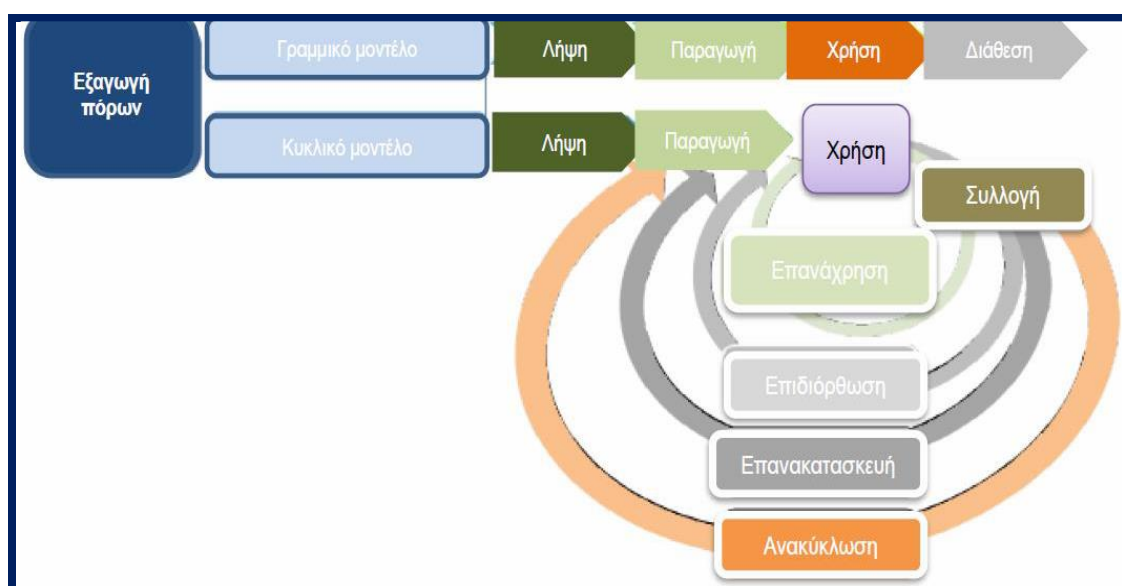 Εξαγωγή
πόρων
Γραμμικό μοντέλο
Λήψη
Παραγωγή
Χρήση
Διάθεση
Κυκλικό μοντέλο
Λήψη
Παραγωγή
Χρήση
Συλλογή
Επανάχρηση
Επιδιόρθωση
Επανακατασκευή
Ανακύκλωση